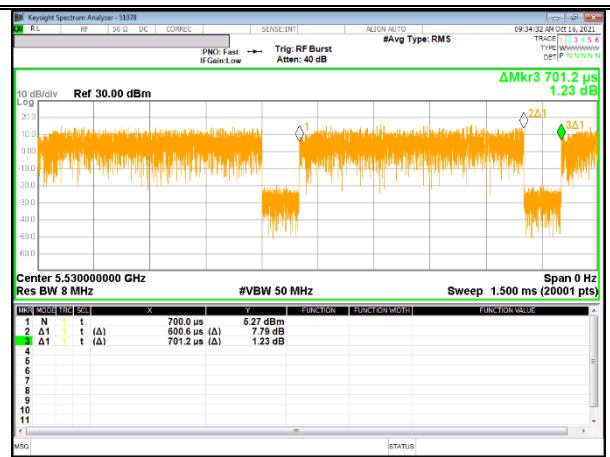 Keysight Spectrum Analyzer - 51078
RL RF 50 Ω DC CORREC SENSE:INT ALIGN AUTO 09:34:32 AM Oct 16, 2021
#Avg Type: RMS TRACE 1 2 3 4 5 6
PNO: Fast Trig: RF Burst TYPE WWWWWW
IFGain:Low Atten: 40 dB DET P N N N N N
ΔMkr3 701.2 µs
10 dB/div Ref 30.00 dBm 1.23 dB
Log
20.0
10.0
0.00
-10.0
-20.0
-30.0
-40.0
-50.0
-60.0
1
2Δ1
3Δ1
Center 5.530000000 GHz Span 0 Hz
Res BW 8 MHz #VBW 50 MHz Sweep 1.500 ms (20001 pts)
MKR MODE TRC SCL X Y FUNCTION FUNCTION WIDTH FUNCTION VALUE
1 N 1 t 700.0 µs 5.27 dBm
2 Δ1 1 t (Δ) 600.6 µs (Δ) 7.79 dB
3 Δ1 1 t (Δ) 701.2 µs (Δ) 1.23 dB
4
5
6
7
8
9
10
11
MSG STATUS